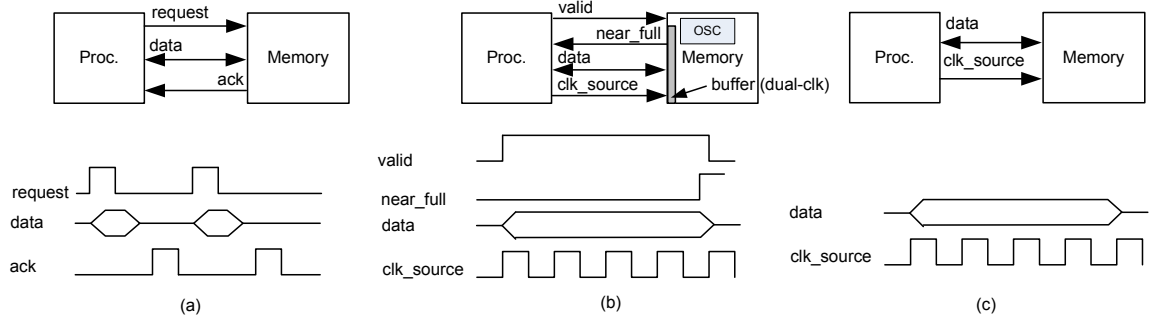 request
data
ack
Proc.
Memory
request
data
ack
(a)
valid
near_full
data
clk_source
Proc.
OSC
Memory
buffer (dual-clk)
valid
near_full
data
clk_source
(b)
data
clk_source
Proc.
Memory
data
clk_source
(c)